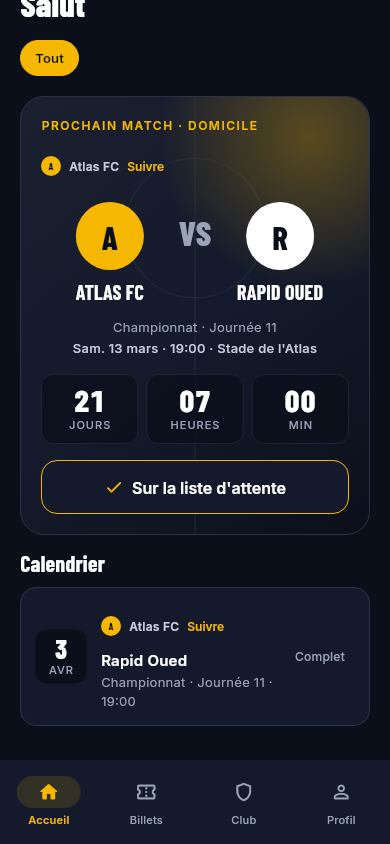 Salut
Tout
PROCHAIN MATCH · DOMICILE
A Atlas FC Suivre
A VS R
ATLAS FC RAPID OUED
Championnat · Journée 11
Sam. 13 mars · 19:00 · Stade de l'Atlas
21 07 00
JOURS HEURES MIN
Sur la liste d'attente
Calendrier
A Atlas FC Suivre
3 AVR
Rapid Oued
Complet
Championnat · Journée 11 ·
19:00
Accueil Billets Club Profil